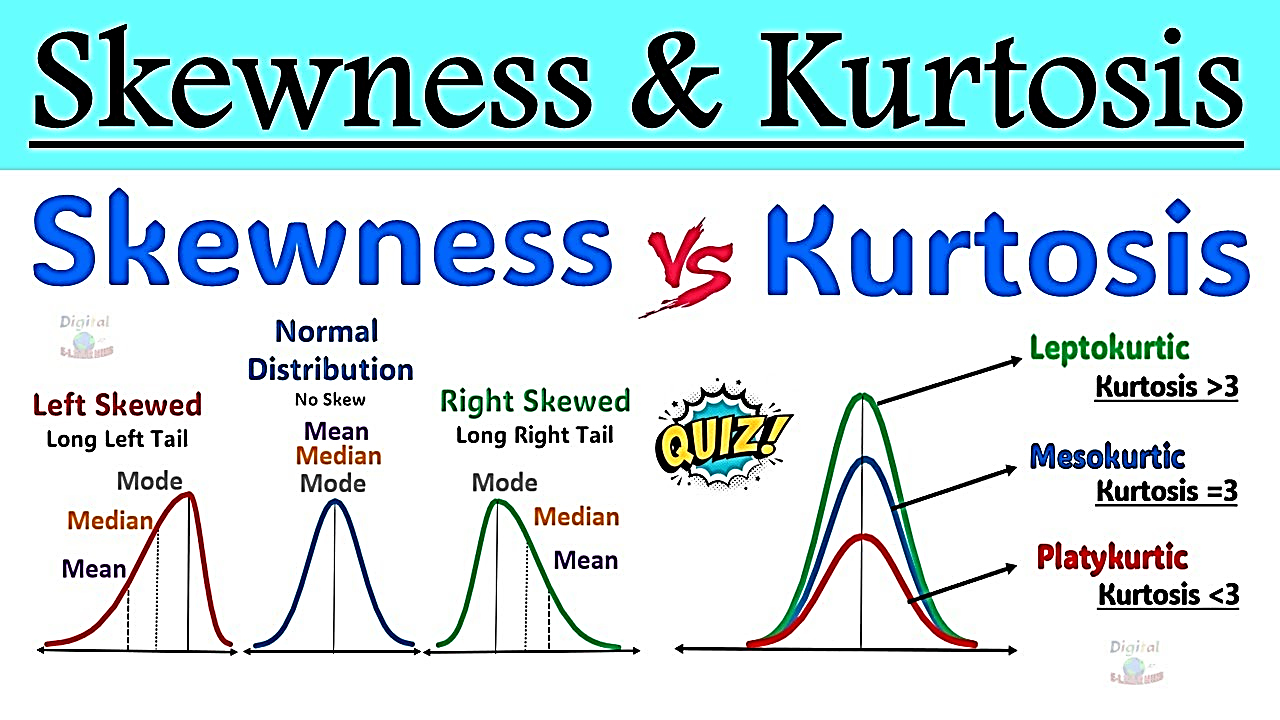 Skewness & Kurtosis
Skewness vs Kurtosis
Digital
Normal
Distribution
No Skew
Mean
Median
Mode
Left Skewed
Long Left Tail
Mode
Median
Mean
Right Skewed
Long Right Tail
Mode
Median
Mean
QUIZ!
Leptokurtic
Kurtosis >3
Mesokurtic
Kurtosis =3
Platykurtic
Kurtosis <3
Digital